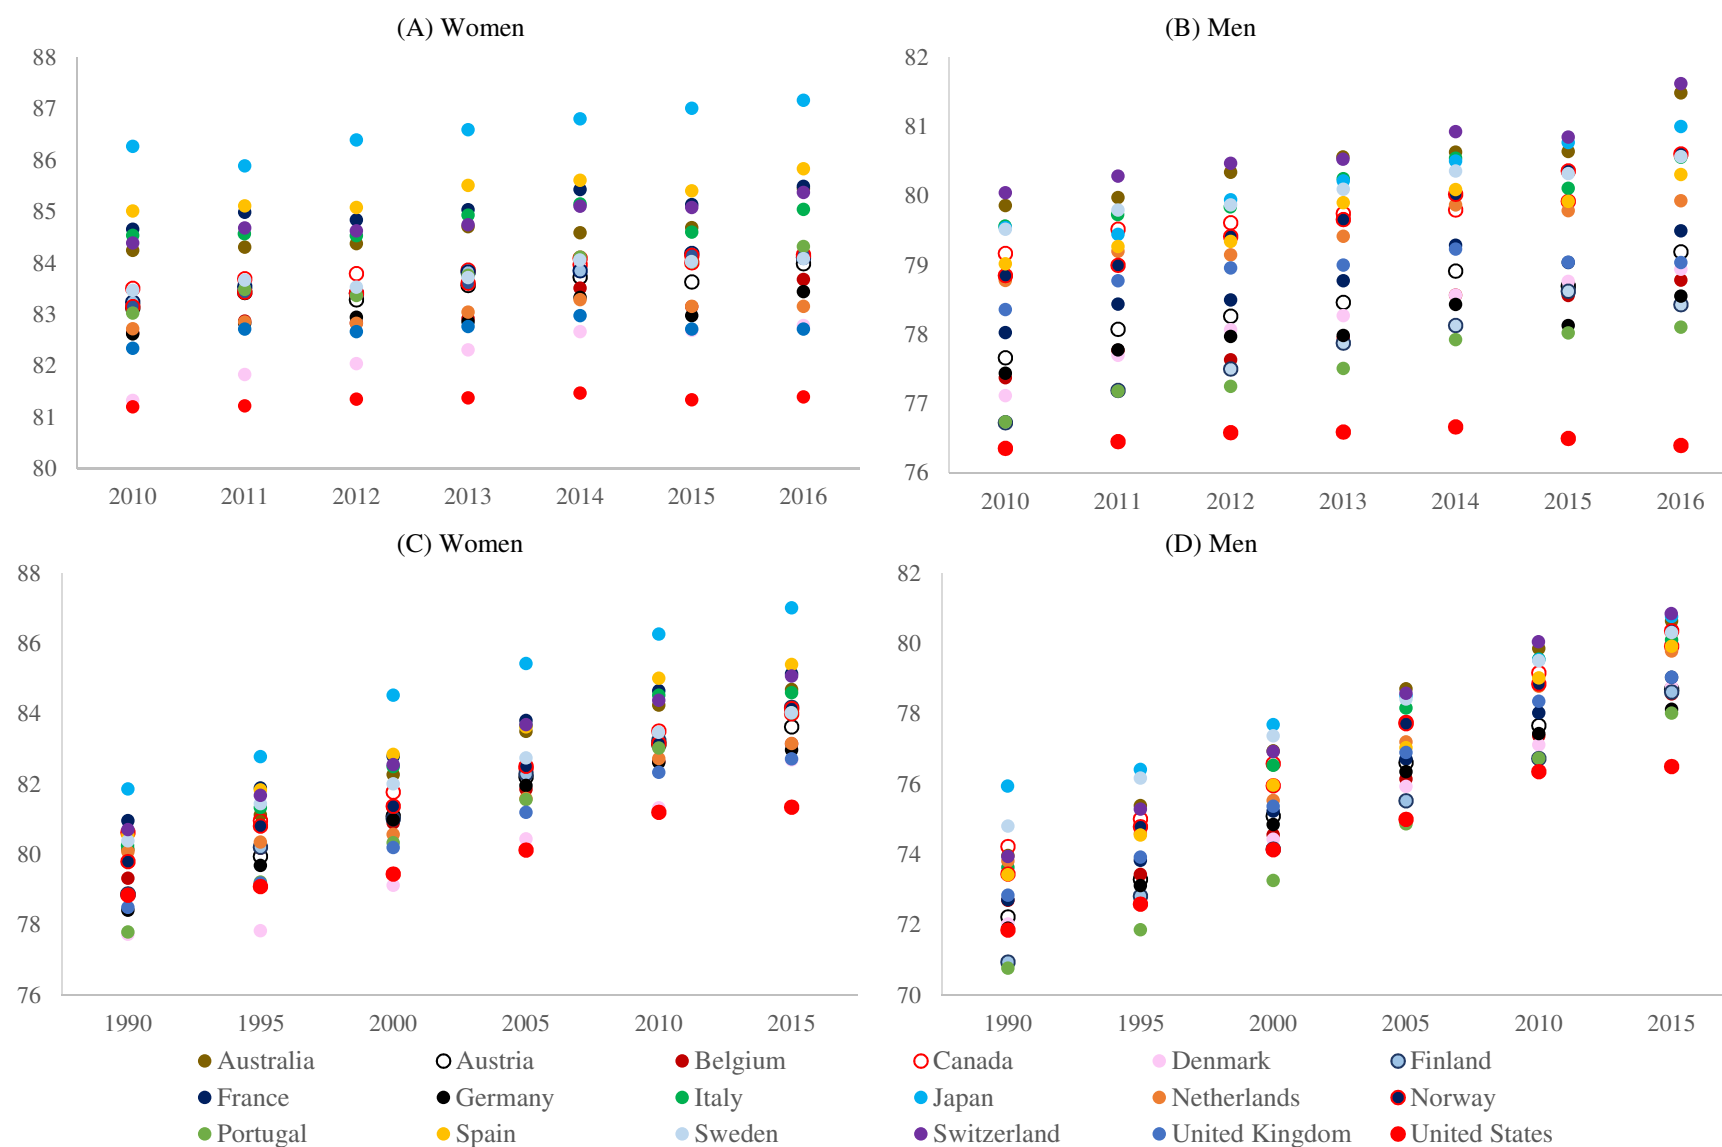 (A) Women
88
87
86
85
84
83
82
81
80
2010 2011 2012 2013 2014 2015 2016
(B) Men
82
81
80
79
78
77
76
2010 2011 2012 2013 2014 2015 2016
(C) Women
88
86
84
82
80
78
76
1990 1995 2000 2005 2010 2015
(D) Men
82
80
78
76
74
72
70
1990 1995 2000 2005 2010 2015
Australia Austria Belgium Canada Denmark Finland
France Germany Italy Japan Netherlands Norway
Portugal Spain Sweden Switzerland United Kingdom United States